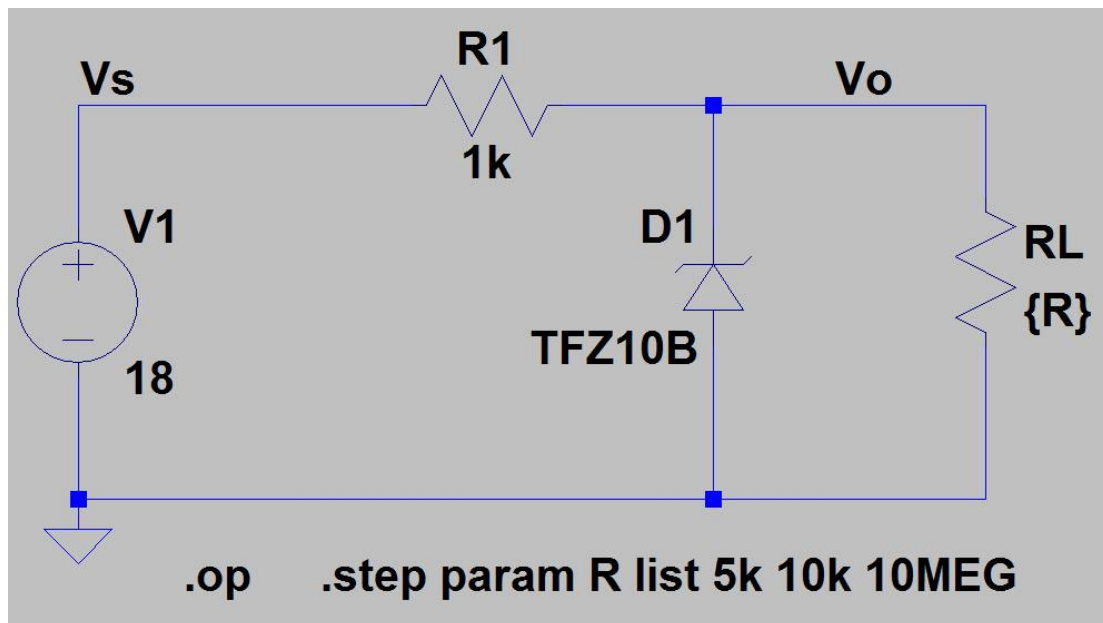 R1
Vs
Vo
1k
V1
D1
RL
{R}
TFZ10B
18
.op .step param R list 5k 10k 10MEG